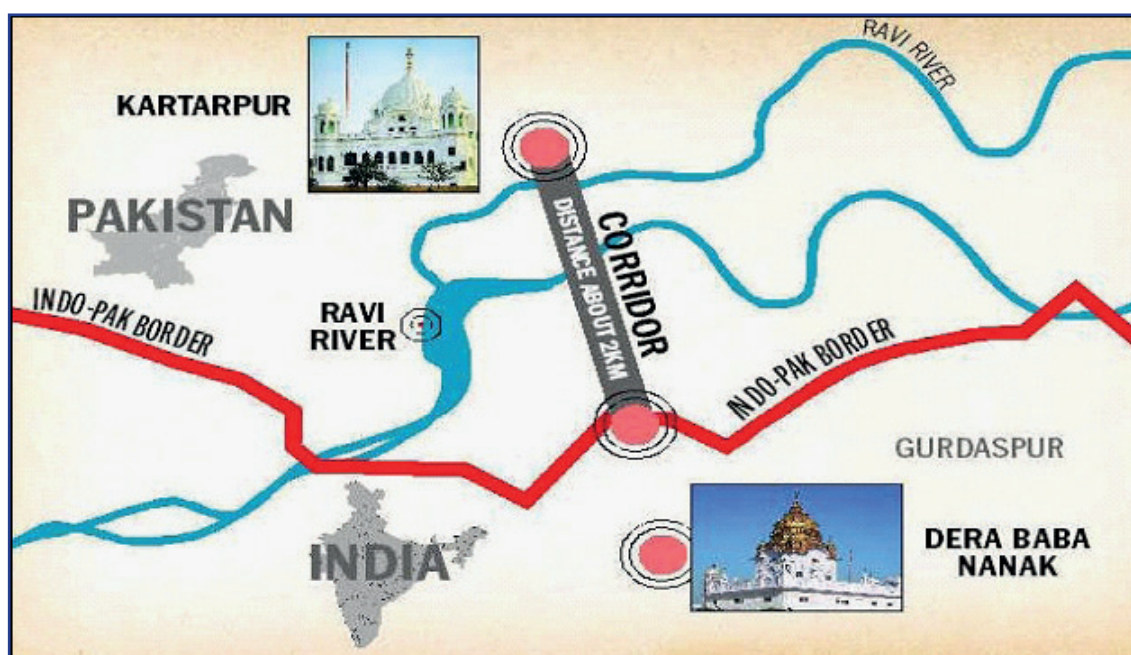 RAVI RIVER
KARTARPUR
PAKISTAN
CORRIDOR
DISTANCE ABOUT 2KM
INDO-PAK BORDER
RAVI
RIVER
INDO-PAK BORDER
GURDASPUR
INDIA
DERA BABA
NANAK